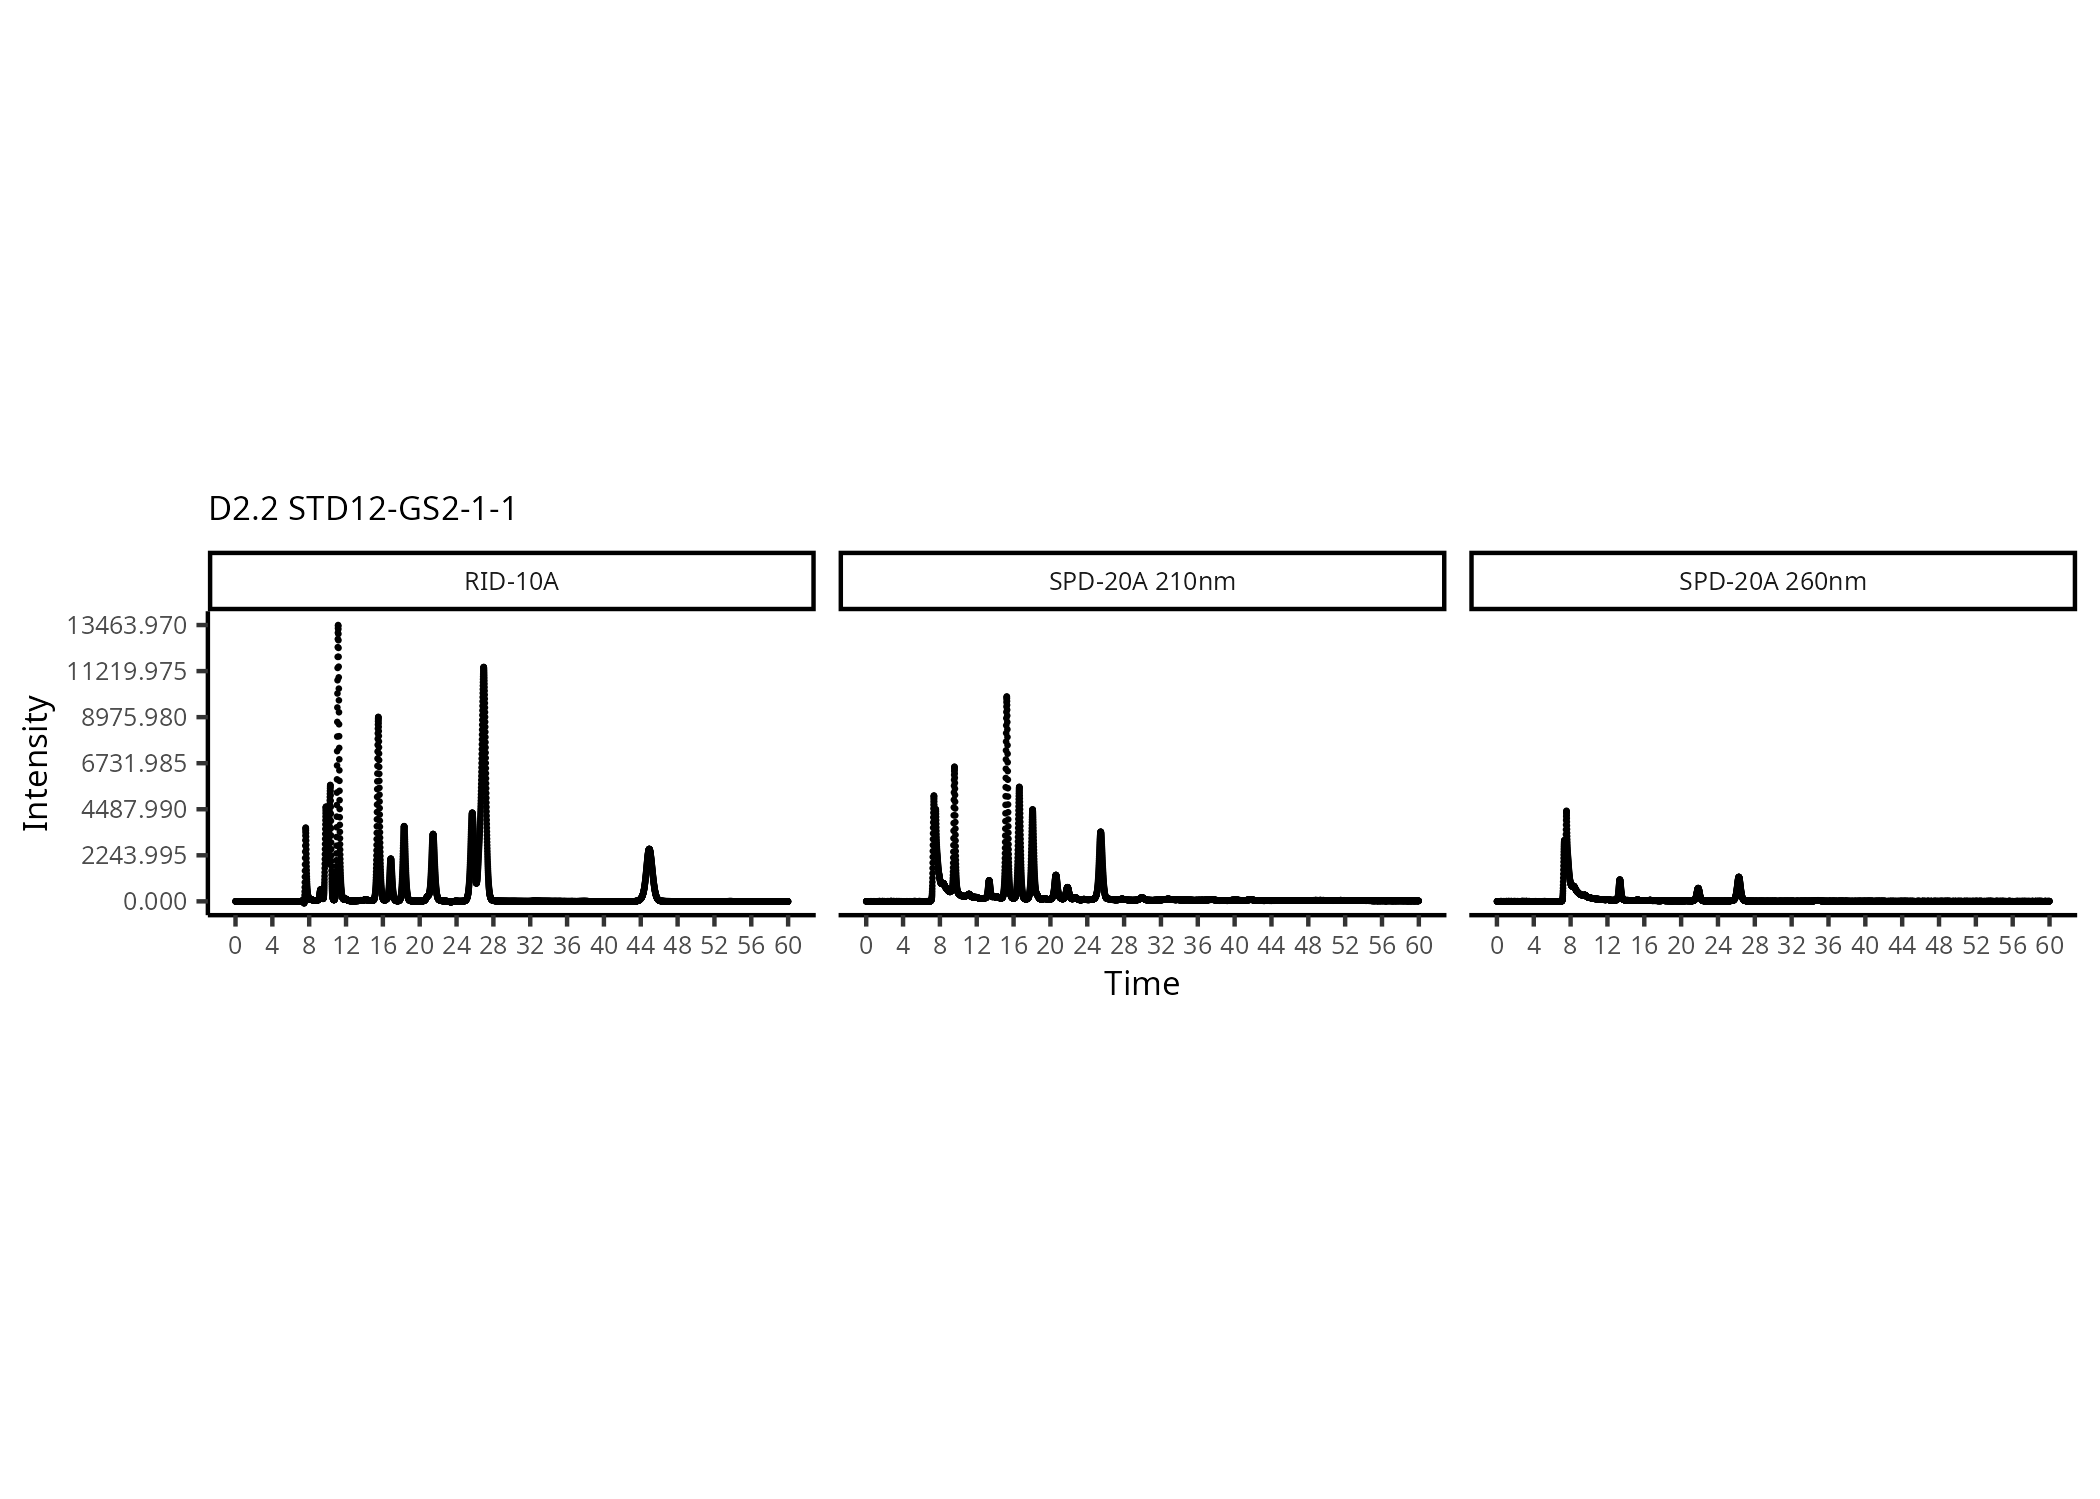 D2.2 STD12-GS2-1-1
RID-10A
SPD-20A 210nm
SPD-20A 260nm
Intensity
13463.970
11219.975
8975.980
6731.985
4487.990
2243.995
0.000
0 4 8 12 16 20 24 28 32 36 40 44 48 52 56 60
0 4 8 12 16 20 24 28 32 36 40 44 48 52 56 60
0 4 8 12 16 20 24 28 32 36 40 44 48 52 56 60
Time